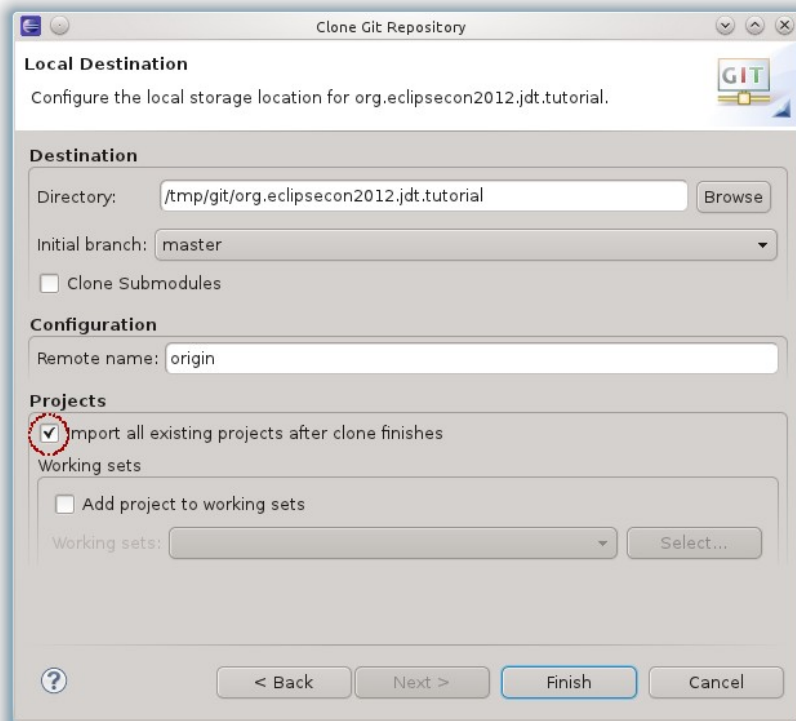 Clone Git Repository
Local Destination
GIT
Configure the local storage location for org.eclipsecon2012.jdt.tutorial.
Destination
Directory: /tmp/git/org.eclipsecon2012.jdt.tutorial Browse
Initial branch: master
Clone Submodules
Configuration
Remote name: origin
Projects
Import all existing projects after clone finishes
Working sets
Add project to working sets
Working sets: Select...
? < Back Next > Finish Cancel